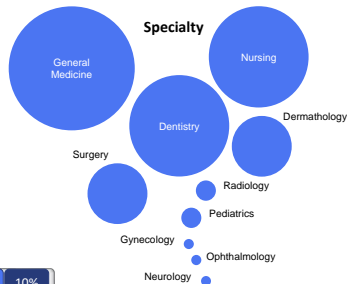 Specialty
General
Medicine
Nursing
Dentistry
Dermathology
Surgery
Radiology
Pediatrics
Gynecology
Ophthalmology
Neurology
10%